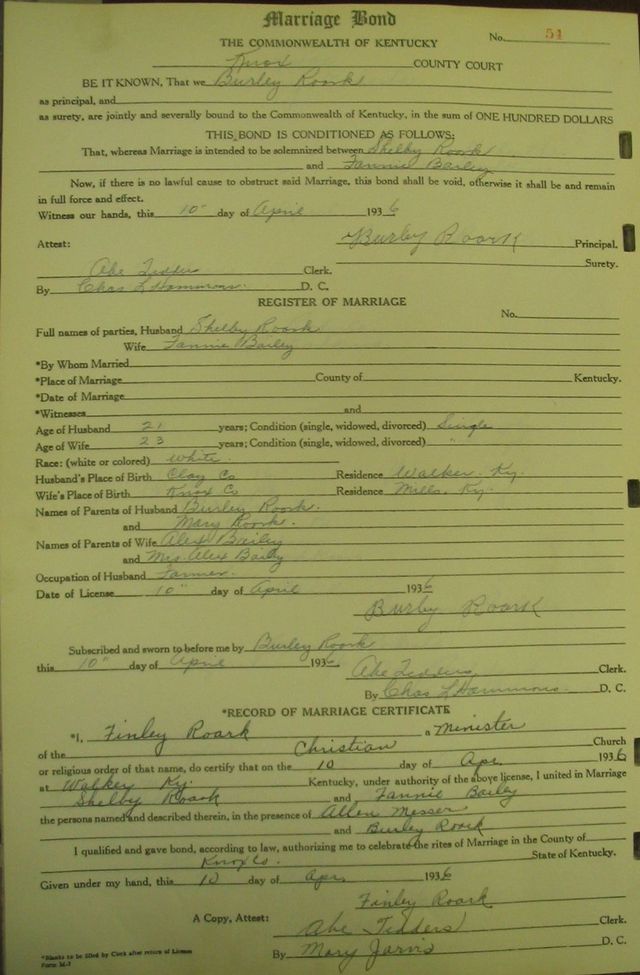 Marriage Bond
No. 51
THE COMMONWEALTH OF KENTUCKY
Knox COUNTY COURT
BE IT KNOWN, That we Burley Roark
as principal, and
as surety, are jointly and severally bound to the Commonwealth of Kentucky, in the sum of ONE HUNDRED DOLLARS
THIS BOND IS CONDITIONED AS FOLLOWS:
That, whereas Marriage is intended to be solemnized between Shelby Roark
and Fannie Bailey
Now, if there is no lawful cause to obstruct said Marriage, this bond shall be void, otherwise it shall be and remain
in full force and effect.
Witness our hands, this 10" day of April 1936
Burley Roark Principal.
Attest:
Surety.
Abe Tedders Clerk.
By Chas L Hammons. D. C.
REGISTER OF MARRIAGE
No.
Full names of parties, Husband Shelby Roark
Wife Fannie Bailey
*By Whom Married
*Place of Marriage County of Kentucky.
*Date of Marriage
*Witnesses and
Age of Husband 21 years; Condition (single, widowed, divorced) Single
Age of Wife 23 years; Condition (single, widowed, divorced) "
Race: (white or colored) White.
Husband's Place of Birth Clay Co Residence Walker. Ky.
Wife's Place of Birth Knox Co Residence Mills. Ky.
Names of Parents of Husband Burley Roark.
and Mary Roark.
Names of Parents of Wife Alex Bailey
and Mrs. Alex Baily
Occupation of Husband Farmer.
Date of License 10" day of April 1936
Burley Roark
Subscribed and sworn to before me by Burley Roark
this 10" day of April 1936. Abe Tedders, Clerk.
By Chas L Hammons. D. C.
*RECORD OF MARRIAGE CERTIFICATE
*I, Finley Roark a Minister
of the Christian Church
or religious order of that name, do certify that on the 10 day of Apr. 1936
at Walker Ky. Kentucky, under authority of the above license, I united in Marriage
Shelby Roark and Fannie Bailey
the persons named and described therein, in the presence of Allen Messer
and Burley Roark
I qualified and gave bond, according to law, authorizing me to celebrate the rites of Marriage in the County of
Knox Co. State of Kentucky.
Given under my hand, this 10 day of Apr. 1936
Finley Roark
A Copy, Attest: Abe Tedders Clerk.
By Mary Jarvis D. C.
*Blanks to be filled by Clerk after return of License
Form M-1